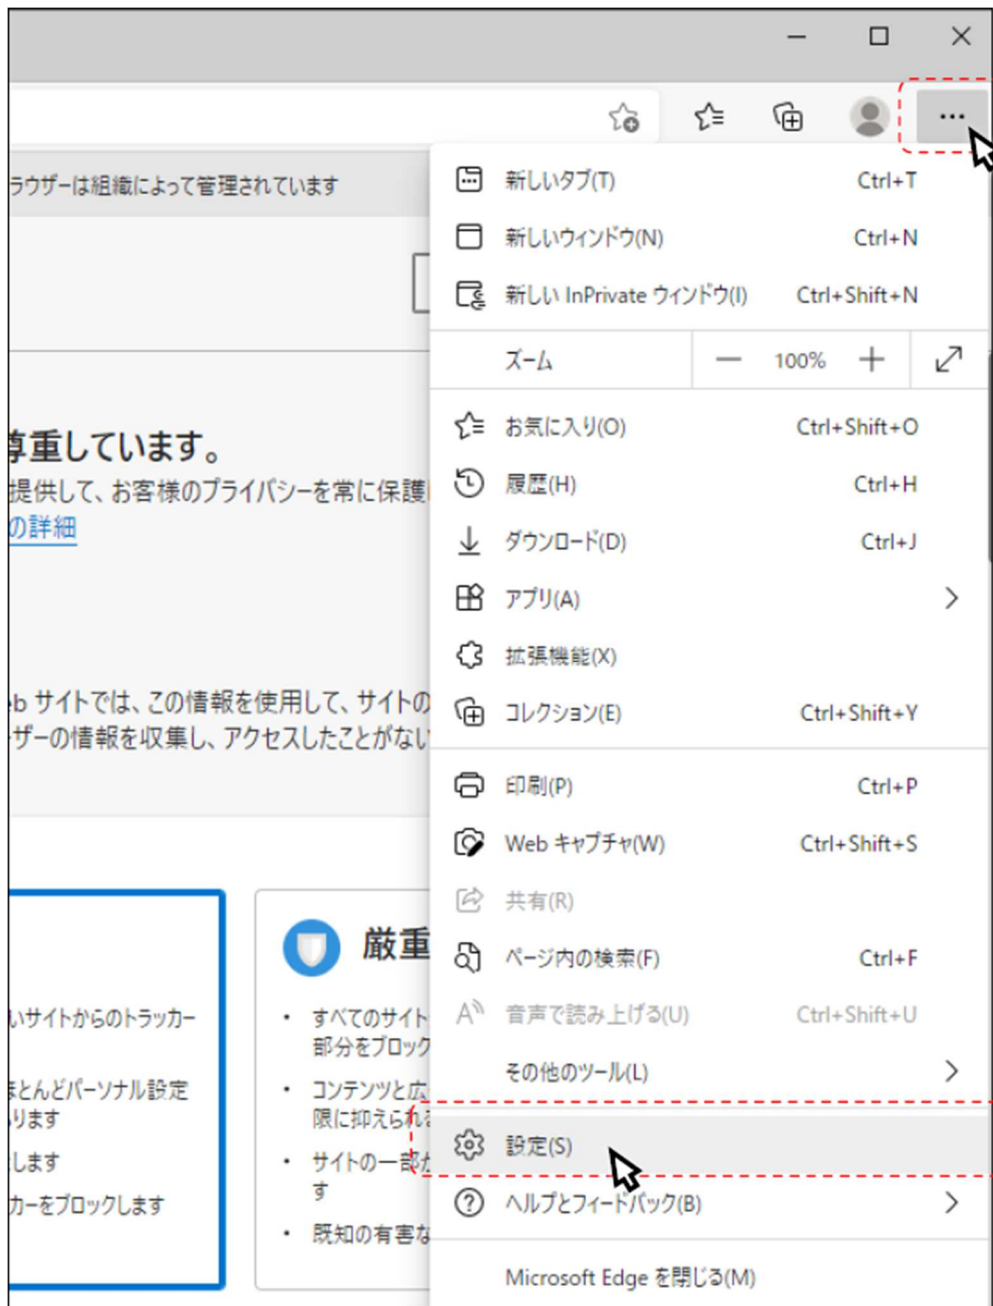 ラウザーは組織によって管理されています
新しいタブ(T) Ctrl+T
新しいウィンドウ(N) Ctrl+N
新しい InPrivate ウィンドウ(I) Ctrl+Shift+N
ズーム 100%
お気に入り(O) Ctrl+Shift+O
履歴(H) Ctrl+H
ダウンロード(D) Ctrl+J
アプリ(A)
拡張機能(X)
コレクション(E) Ctrl+Shift+Y
印刷(P) Ctrl+P
Web キャプチャ(W) Ctrl+Shift+S
共有(R)
ページ内の検索(F) Ctrl+F
音声で読み上げる(U) Ctrl+Shift+U
その他のツール(L)
設定(S)
ヘルプとフィードバック(B)
Microsoft Edge を閉じる(M)
尊重しています。
提供して、お客様のプライバシーを常に保護
の詳細
eb サイトでは、この情報を使用して、サイトの
ーザーの情報を収集し、アクセスしたことがない
いサイトからのトラッカー
ほとんどパーソナル設定
ります
します
カーをブロックします
厳重
・ すべてのサイト
部分をブロック
・ コンテンツと広
限に抑えられる
・ サイトの一部が
す
・ 既知の有害な